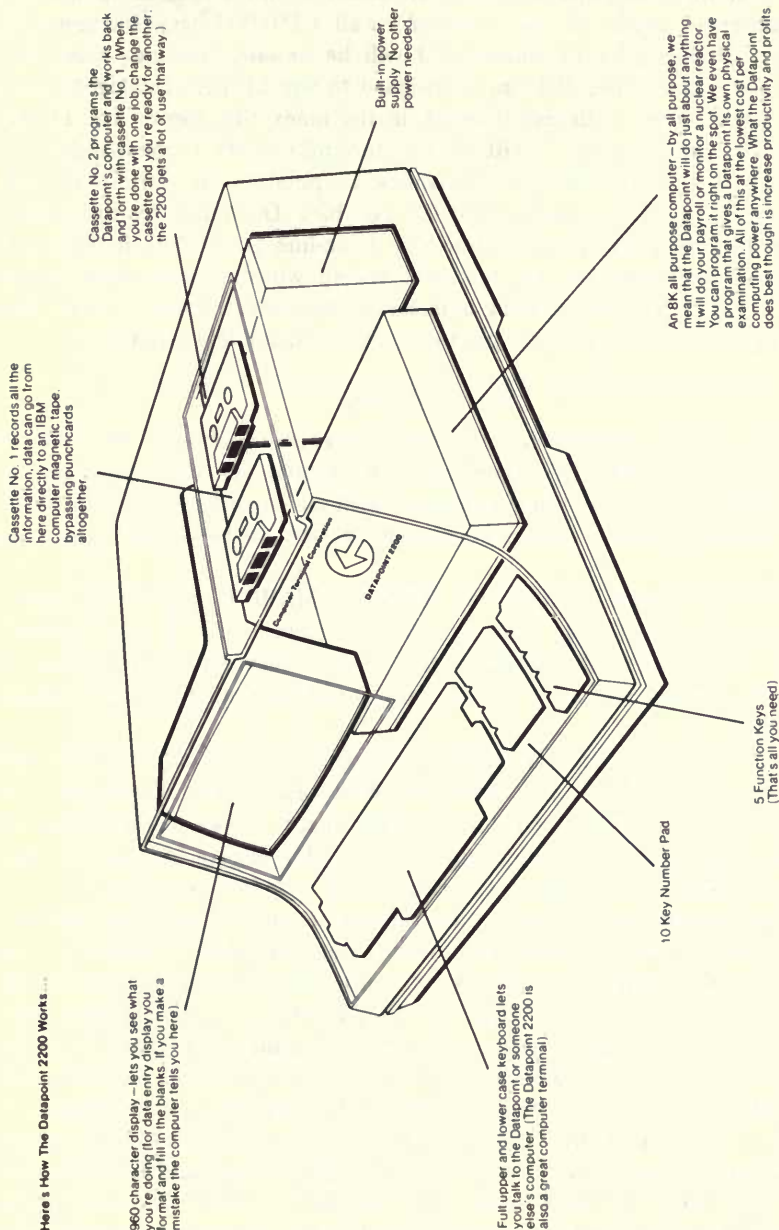 Here's How The Datapoint 2200 Works...
960 character display – lets you see what
you're doing (for data entry display you
format and fill in the blanks. If you make a
mistake the computer tells you here)
Cassette No. 1 records all the
information, data can go from
here directly to an IBM
computer magnetic tape.
bypassing punchcards
altogether.
Cassette No. 2 programs the
Datapoint's computer and works back
and forth with cassette No. 1 (When
you're done with one job, change the
cassette and you're ready for another.
the 2200 gets a lot of use that way.)
Built-in power
supply. No other
power needed.
Computer Terminal Corporation
DATAPOINT 2200
Full upper and lower case keyboard lets
you talk to the Datapoint or someone
else's computer. (The Datapoint 2200 is
also a great computer terminal).
10 Key Number Pad
5 Function Keys
(That's all you need)
An 8K all purpose computer – by all purpose, we
mean that the Datapoint will do just about anything.
It will do your payroll or monitor a nuclear reactor
You can program it right on the spot. We even have
a program that gives a Datapoint its own physical
examination. All of this at the lowest cost per
computing power anywhere. What the Datapoint
does best though is increase productivity and profits